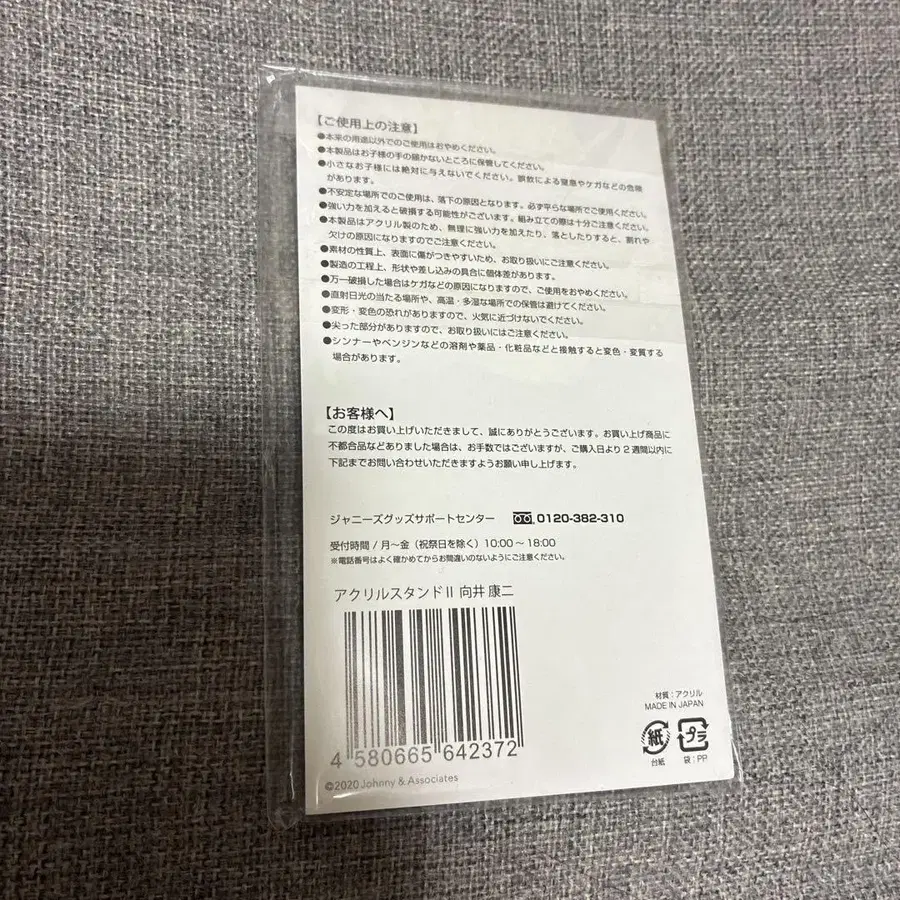 【ご使用上の注意】
●本来の用途以外でのご使用はおやめください。
●本製品はお子様の手の届かないところに保管してください。
●小さなお子様には絶対に与えないでください。誤飲による窒息やケガなどの危険
があります。
●不安定な場所でのご使用は、落下の原因となります。必ず平らな場所でご使用ください。
●強い力を加えると破損する可能性がございます。組み立ての際は十分ご注意ください。
●本製品はアクリル製のため、無理に強い力を加えたり、落としたりすると、割れや
欠けの原因になりますのでご注意ください。
●素材の性質上、表面に傷がつきやすいため、お取り扱いにご注意ください。
●製造の工程上、形状や差し込みの具合に個体差があります。
●万一破損した場合はケガなどの原因になりますので、ご使用をおやめください。
●直射日光の当たる場所や、高温・多湿な場所での保管は避けてください。
●変形・変色の恐れがありますので、火気に近づけないでください。
●尖った部分がありますので、お取り扱いにはご注意ください。
●シンナーやベンジンなどの溶剤や薬品・化粧品などと接触すると変色・変質する
場合があります。
【お客様へ】
この度はお買い上げいただきまして、誠にありがとうございます。お買い上げ商品に
不都合品などありました場合は、お手数ではございますが、ご購入日より2週間以内に
下記までお問い合わせいただきますようお願い申し上げます。
ジャニーズグッズサポートセンター 0120-382-310
受付時間/月～金（祝祭日を除く）10:00～18:00
※電話番号はよく確かめてからお間違いのないようにご注意ください。
アクリルスタンドII 向井 康二
4 580665 642372
©2020 Johnny & Associates
材質：アクリル
MADE IN JAPAN
紙
台紙
プラ
袋：PP